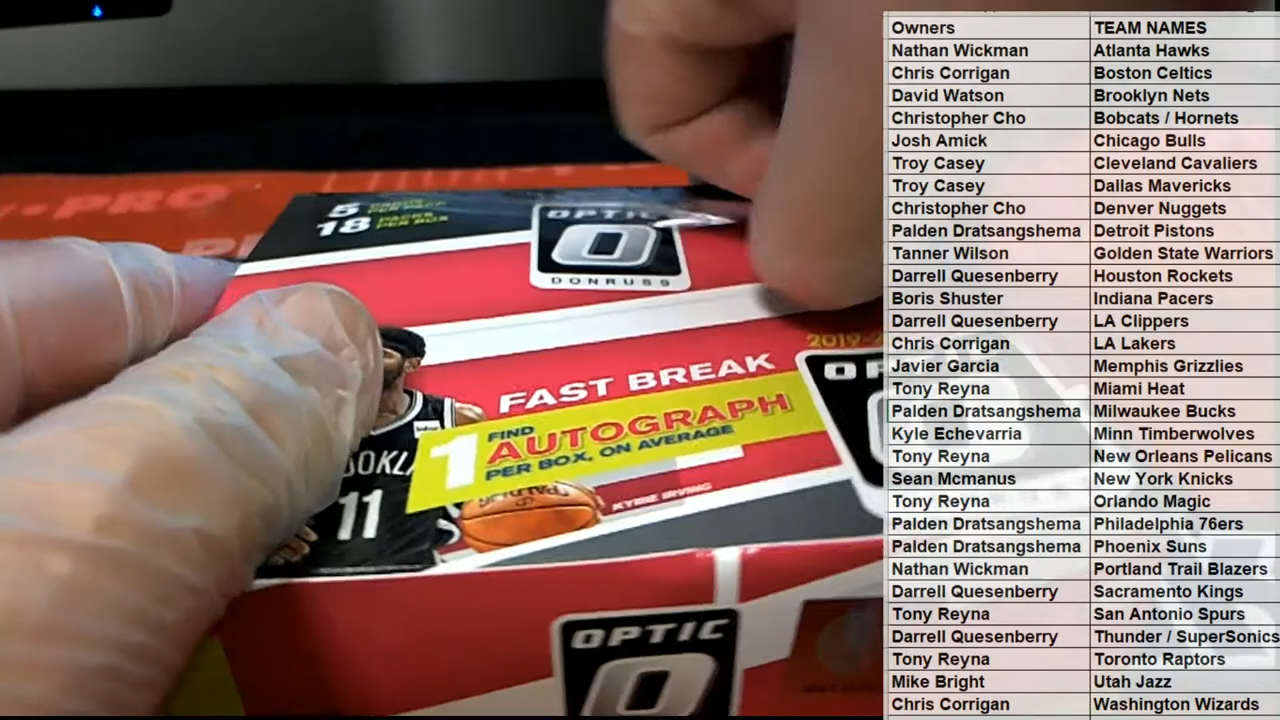 PRO
5 CARDS PER PACK
18 PACKS PER BOX
OPTIC
DONRUSS
FAST BREAK
1 FIND
AUTOGRAPH
PER BOX, ON AVERAGE
KYRIE IRVING
11
2019-2
OPTIC
Owners TEAM NAMES
Nathan Wickman Atlanta Hawks
Chris Corrigan Boston Celtics
David Watson Brooklyn Nets
Christopher Cho Bobcats / Hornets
Josh Amick Chicago Bulls
Troy Casey Cleveland Cavaliers
Troy Casey Dallas Mavericks
Christopher Cho Denver Nuggets
Palden Dratsangshema Detroit Pistons
Tanner Wilson Golden State Warriors
Darrell Quesenberry Houston Rockets
Boris Shuster Indiana Pacers
Darrell Quesenberry LA Clippers
Chris Corrigan LA Lakers
Javier Garcia Memphis Grizzlies
Tony Reyna Miami Heat
Palden Dratsangshema Milwaukee Bucks
Kyle Echevarria Minn Timberwolves
Tony Reyna New Orleans Pelicans
Sean Mcmanus New York Knicks
Tony Reyna Orlando Magic
Palden Dratsangshema Philadelphia 76ers
Palden Dratsangshema Phoenix Suns
Nathan Wickman Portland Trail Blazers
Darrell Quesenberry Sacramento Kings
Tony Reyna San Antonio Spurs
Darrell Quesenberry Thunder / SuperSonics
Tony Reyna Toronto Raptors
Mike Bright Utah Jazz
Chris Corrigan Washington Wizards